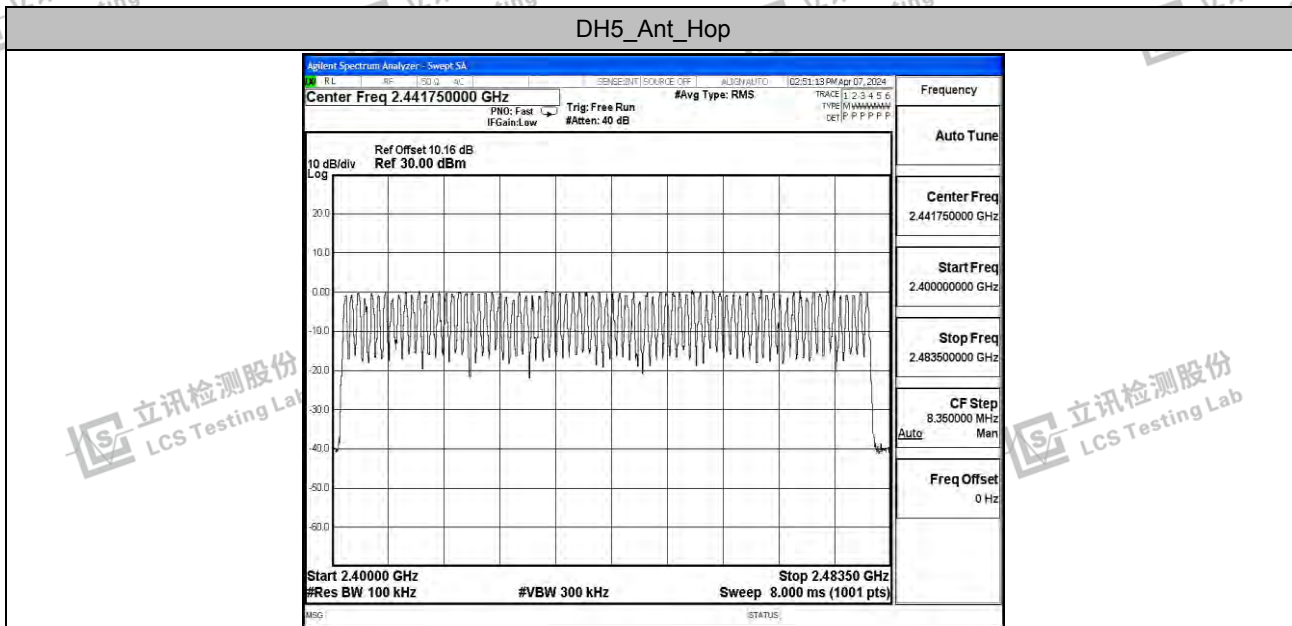 DH5_Ant_Hop
Agilent Spectrum Analyzer - Swept SA
RL RF 50 Ω AC SENSE:INT SOURCE OFF ALIGN AUTO 02:51:13 PM Apr 07, 2024
Center Freq 2.441750000 GHz
#Avg Type: RMS
TRACE 1 2 3 4 5 6
PNO: Fast
Trig: Free Run
TYPE M
IFGain:Low
#Atten: 40 dB
DET P P P P P P
Ref Offset 10.16 dB
10 dB/div Ref 30.00 dBm
Log
20.0
10.0
0.00
-10.0
-20.0
-30.0
-40.0
-50.0
-60.0
Start 2.40000 GHz
Stop 2.48350 GHz
#Res BW 100 kHz
#VBW 300 kHz
Sweep 8.000 ms (1001 pts)
MSG
STATUS
Frequency
Auto Tune
Center Freq
2.441750000 GHz
Start Freq
2.400000000 GHz
Stop Freq
2.483500000 GHz
CF Step
8.350000 MHz
Auto Man
Freq Offset
0 Hz
立讯检测股份
LCS Testing Lab
立讯检测股份
LCS Testing Lab